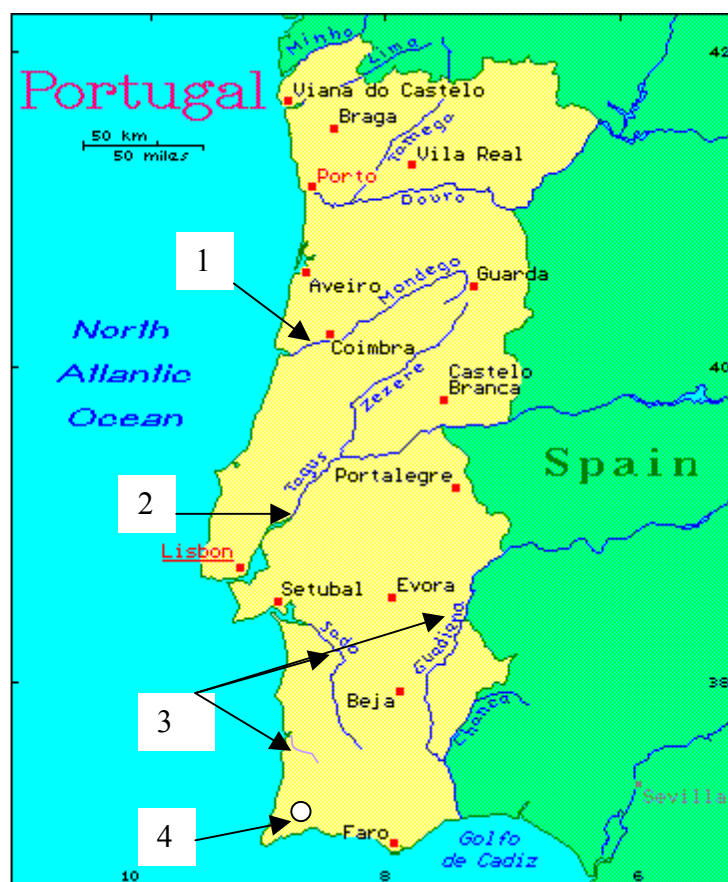 Portugal
50 km
50 miles
42
Minho
Lima
Viana do Castelo
Braga
Tamega
Vila Real
Porto
Douro
1
Aveiro
Mondego
Guarda
North
Atlantic
Ocean
Coimbra
40
Castelo
Branca
Zezere
Spain
Tagus
Portalegre
2
Lisbon
Setubal
Evora
Sado
Guadiana
3
Beja
38
Chanca
Sevilla
4
Faro
Golfo
de Cadiz
10
8
6